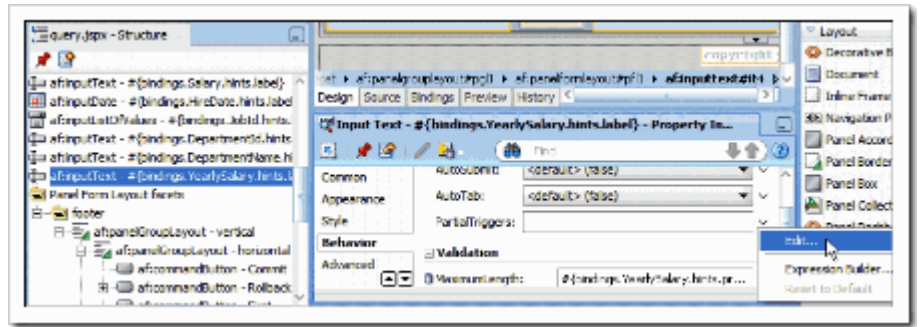 query.jspx - Structure
af:inputText - #{bindings.Salary.hints.label}
af:inputDate - #{bindings.HireDate.hints.label
af:inputListOfValues - #{bindings.JobId.hints.
af:inputText - #{bindings.DepartmentId.hints
af:inputText - #{bindings.DepartmentName.hi
af:inputText - #{bindings.YearlySalary.hints.l
Panel Form Layout facets
footer
af:panelGroupLayout - vertical
af:panelGroupLayout - horizontal
af:commandButton - Commit
af:commandButton - Rollback
copyright
af:panelgrouplayout#pgl1 af:panelformlayout#pfl1 af:inputtext#it4
Design Source Bindings Preview History
Input Text - #{bindings.YearlySalary.hints.label} - Property In...
Find
Common
Appearance
Style
Behavior
Advanced
AutoSubmit: <default> (false)
AutoTab: <default> (false)
PartialTriggers:
Validation
MaximumLength: #{bindings.YearlySalary.hints.pr...
Edit...
Expression Builder...
Reset to Default
Layout
Decorative B
Document
Inline Frame
Navigation P
Panel Accord
Panel Border
Panel Box
Panel Collect